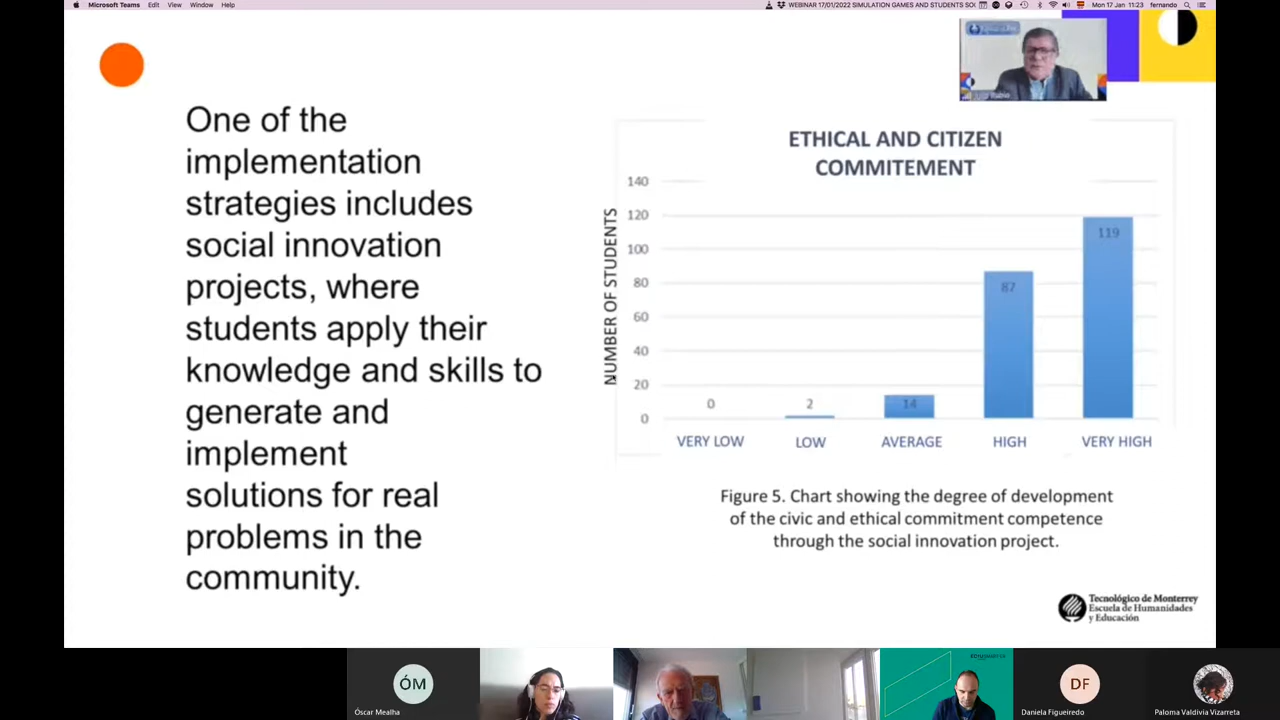 Microsoft Teams Edit View Window Help
WEBINAR 17/01/2022 SIMULATION GAMES AND STUDENTS SOC
Mon 17 Jan 11:23 fernando
One of the
implementation
strategies includes
social innovation
projects, where
students apply their
knowledge and skills to
generate and
implement
solutions for real
problems in the
community.
ETHICAL AND CITIZEN
COMMITEMENT
NUMBER OF STUDENTS
140
120
100
80
60
40
20
0
0
2
14
87
119
VERY LOW
LOW
AVERAGE
HIGH
VERY HIGH
Figure 5. Chart showing the degree of development
of the civic and ethical commitment competence
through the social innovation project.
Tecnológico de Monterrey
Escuela de Humanidades
y Educación
ÓM
Óscar Mealha
DF
Daniela Figueiredo
Paloma Valdivia Vizarreta